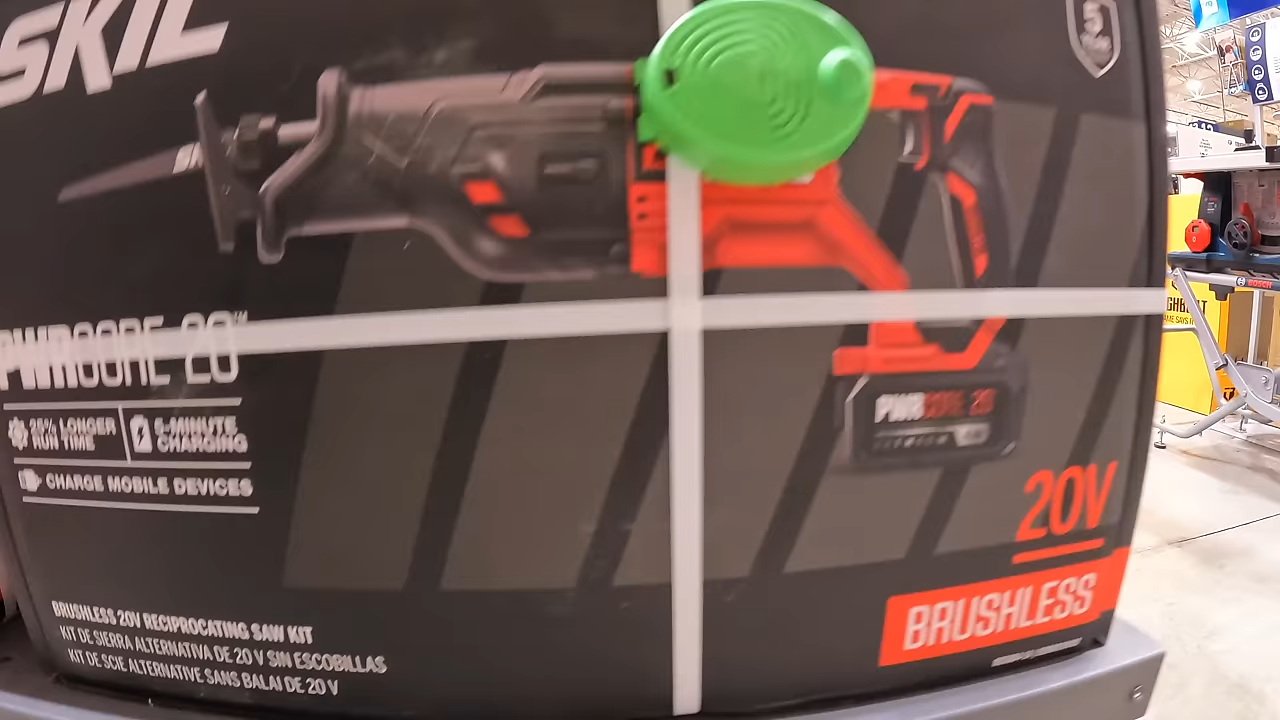 SKIL
5
PWRCORE 20™
25% LONGER
RUN TIME
5-MINUTE
CHARGING
CHARGE MOBILE DEVICES
PWRCORE 20
20V
BRUSHLESS
BRUSHLESS 20V RECIPROCATING SAW KIT
KIT DE SIERRA ALTERNATIVA DE 20 V SIN ESCOBILLAS
KIT DE SCIE ALTERNATIVE SANS BALAI DE 20 V
BOSCH